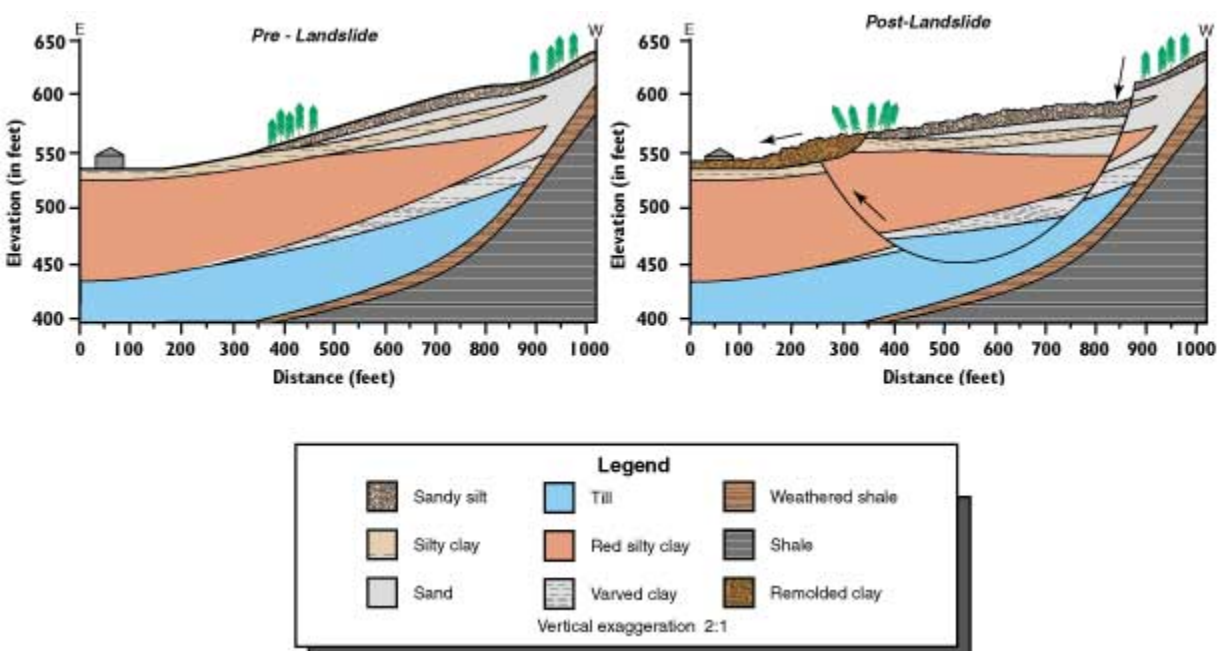 Pre - Landslide
E
W
650
600
550
500
450
400
Elevation (in feet)
0 100 200 300 400 500 600 700 800 900 1000
Distance (feet)
Post-Landslide
E
W
650
600
550
500
450
400
Elevation (in feet)
0 100 200 300 400 500 600 700 800 900 1000
Distance (feet)
Legend
Sandy silt Till Weathered shale
Silty clay Red silty clay Shale
Sand Varved clay Remolded clay
Vertical exaggeration 2:1